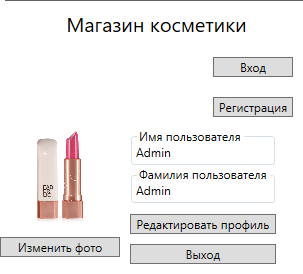 Магазин косметики
Вход
Регистрация
Имя пользователя
Admin
Фамилия пользователя
Admin
Редактировать профиль
Изменить фото
Выход